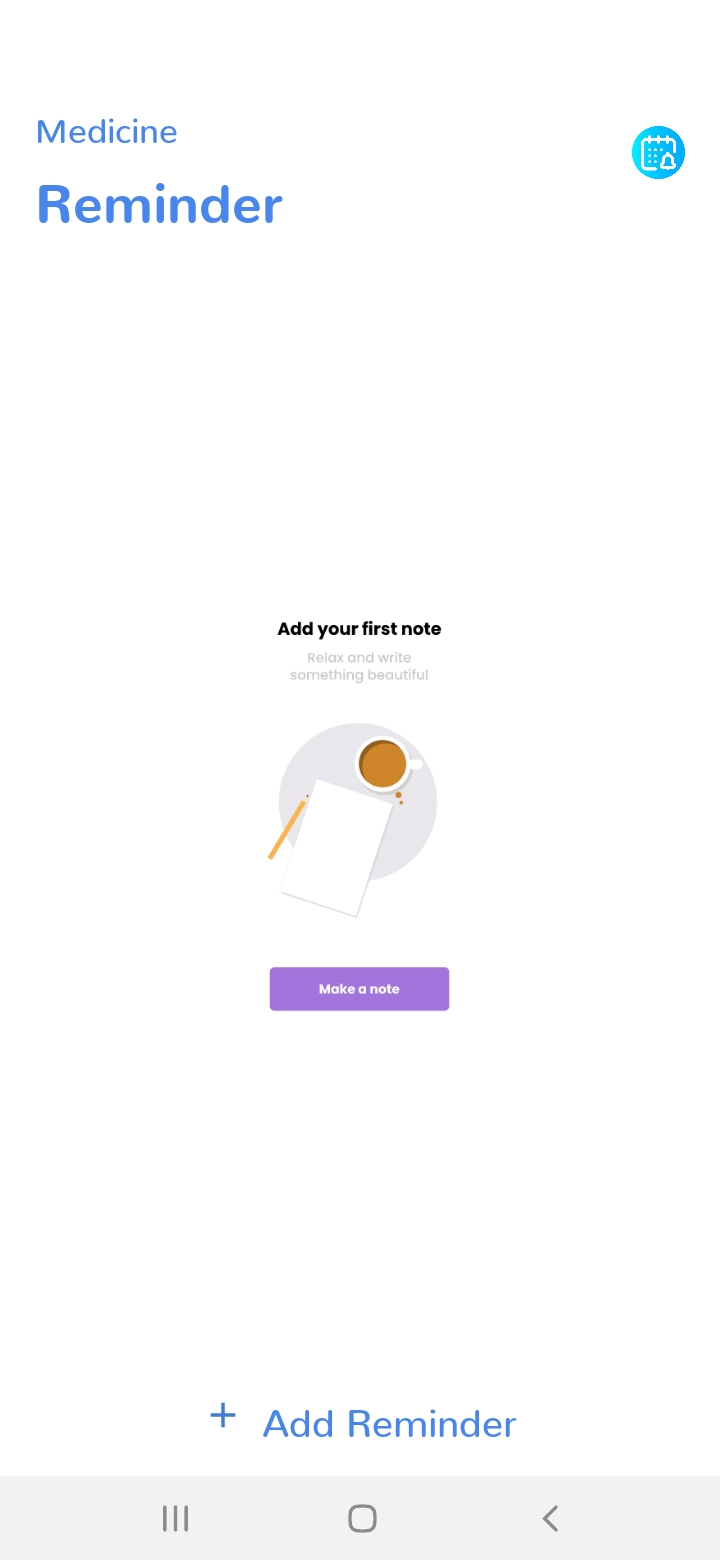 Medicine
Reminder
Add your first note
Relax and write
something beautiful
Make a note
+ Add Reminder